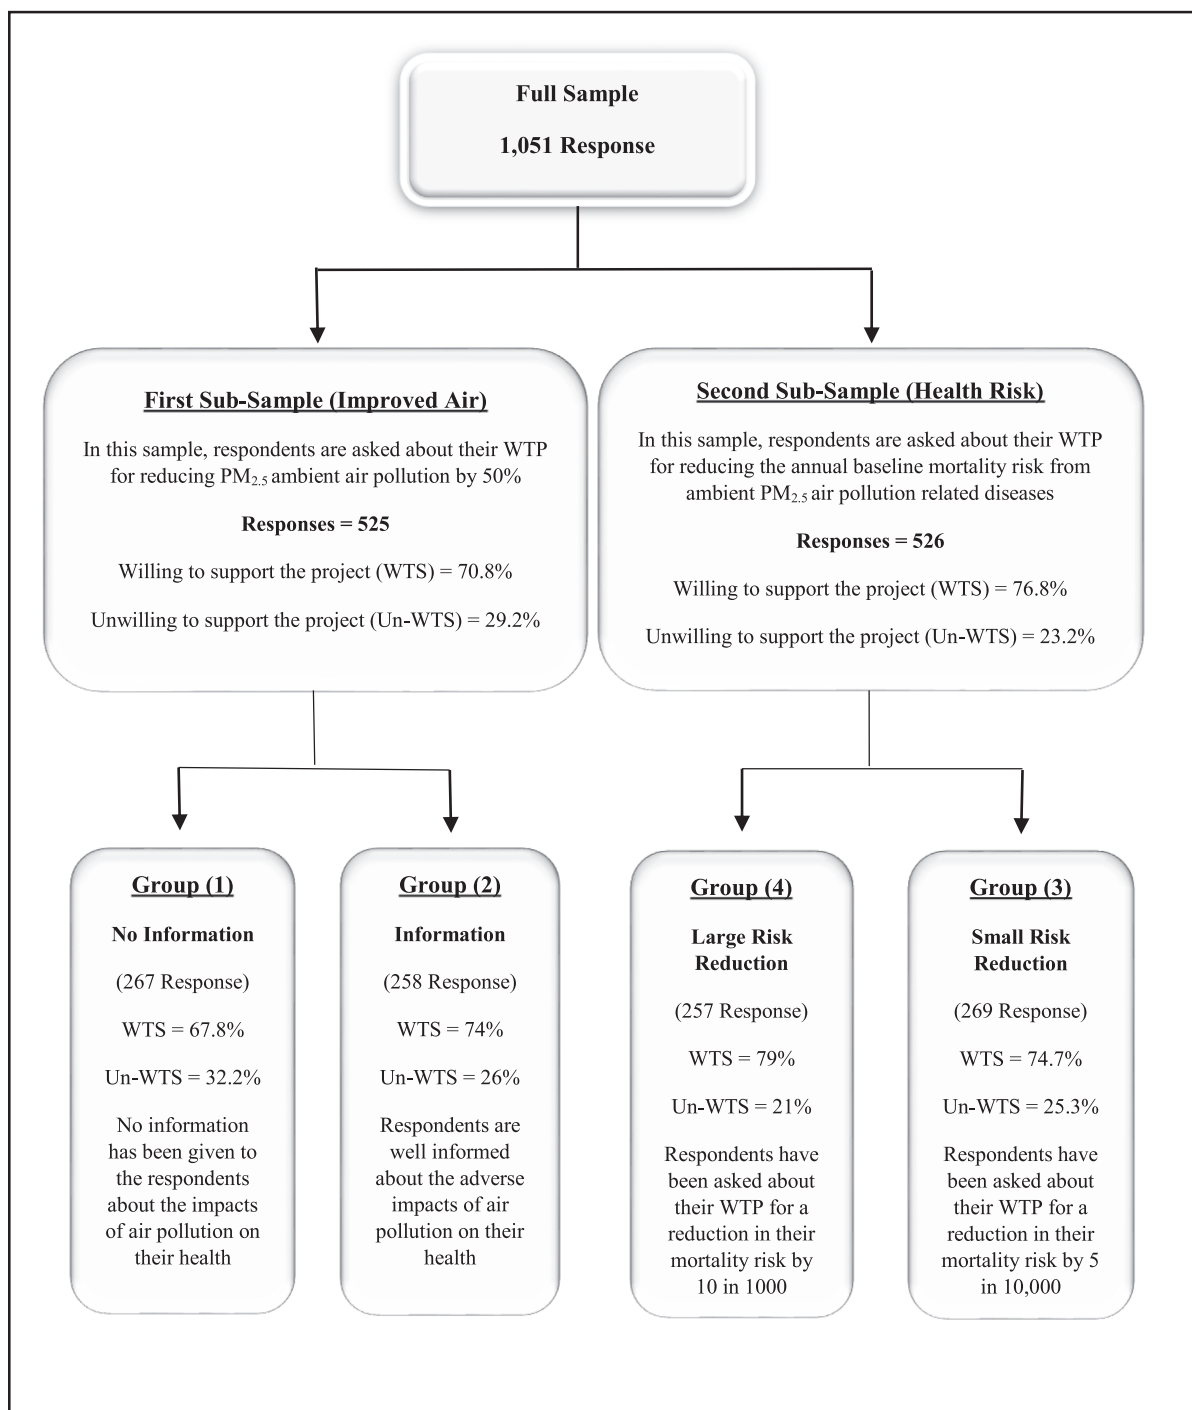 Full Sample
1,051 Response
First Sub-Sample (Improved Air)
In this sample, respondents are asked about their WTP
for reducing PM2.5 ambient air pollution by 50%
Responses = 525
Willing to support the project (WTS) = 70.8%
Unwilling to support the project (Un-WTS) = 29.2%
Second Sub-Sample (Health Risk)
In this sample, respondents are asked about their WTP
for reducing the annual baseline mortality risk from
ambient PM2.5 air pollution related diseases
Responses = 526
Willing to support the project (WTS) = 76.8%
Unwilling to support the project (Un-WTS) = 23.2%
Group (1)
No Information
(267 Response)
WTS = 67.8%
Un-WTS = 32.2%
No information
has been given to
the respondents
about the impacts
of air pollution on
their health
Group (2)
Information
(258 Response)
WTS = 74%
Un-WTS = 26%
Respondents are
well informed
about the adverse
impacts of air
pollution on their
health
Group (4)
Large Risk
Reduction
(257 Response)
WTS = 79%
Un-WTS = 21%
Respondents have
been asked about
their WTP for a
reduction in their
mortality risk by
10 in 1000
Group (3)
Small Risk
Reduction
(269 Response)
WTS = 74.7%
Un-WTS = 25.3%
Respondents have
been asked about
their WTP for a
reduction in their
mortality risk by 5
in 10,000